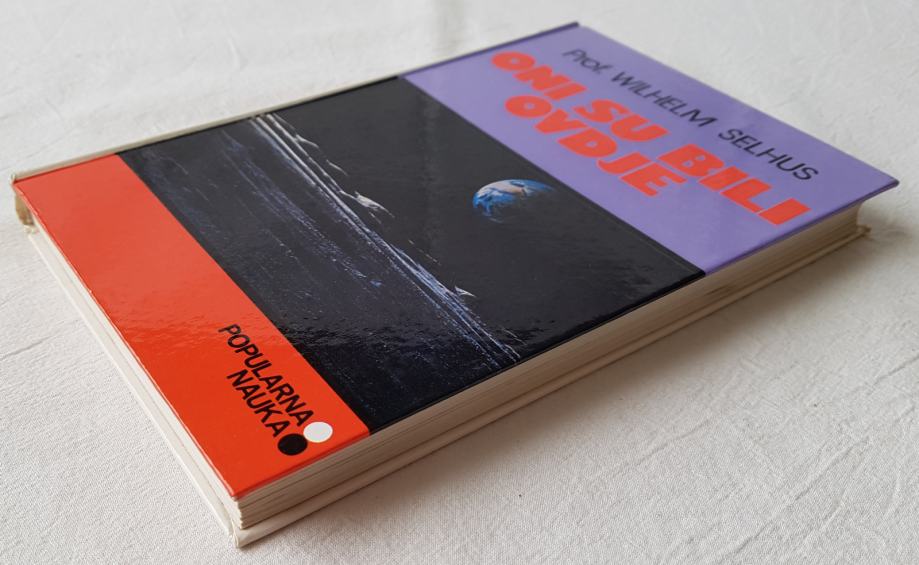 Prof. WILHELM SELHUS
ONI SU BILI
OVDJE
POPULARNA
NAUKA